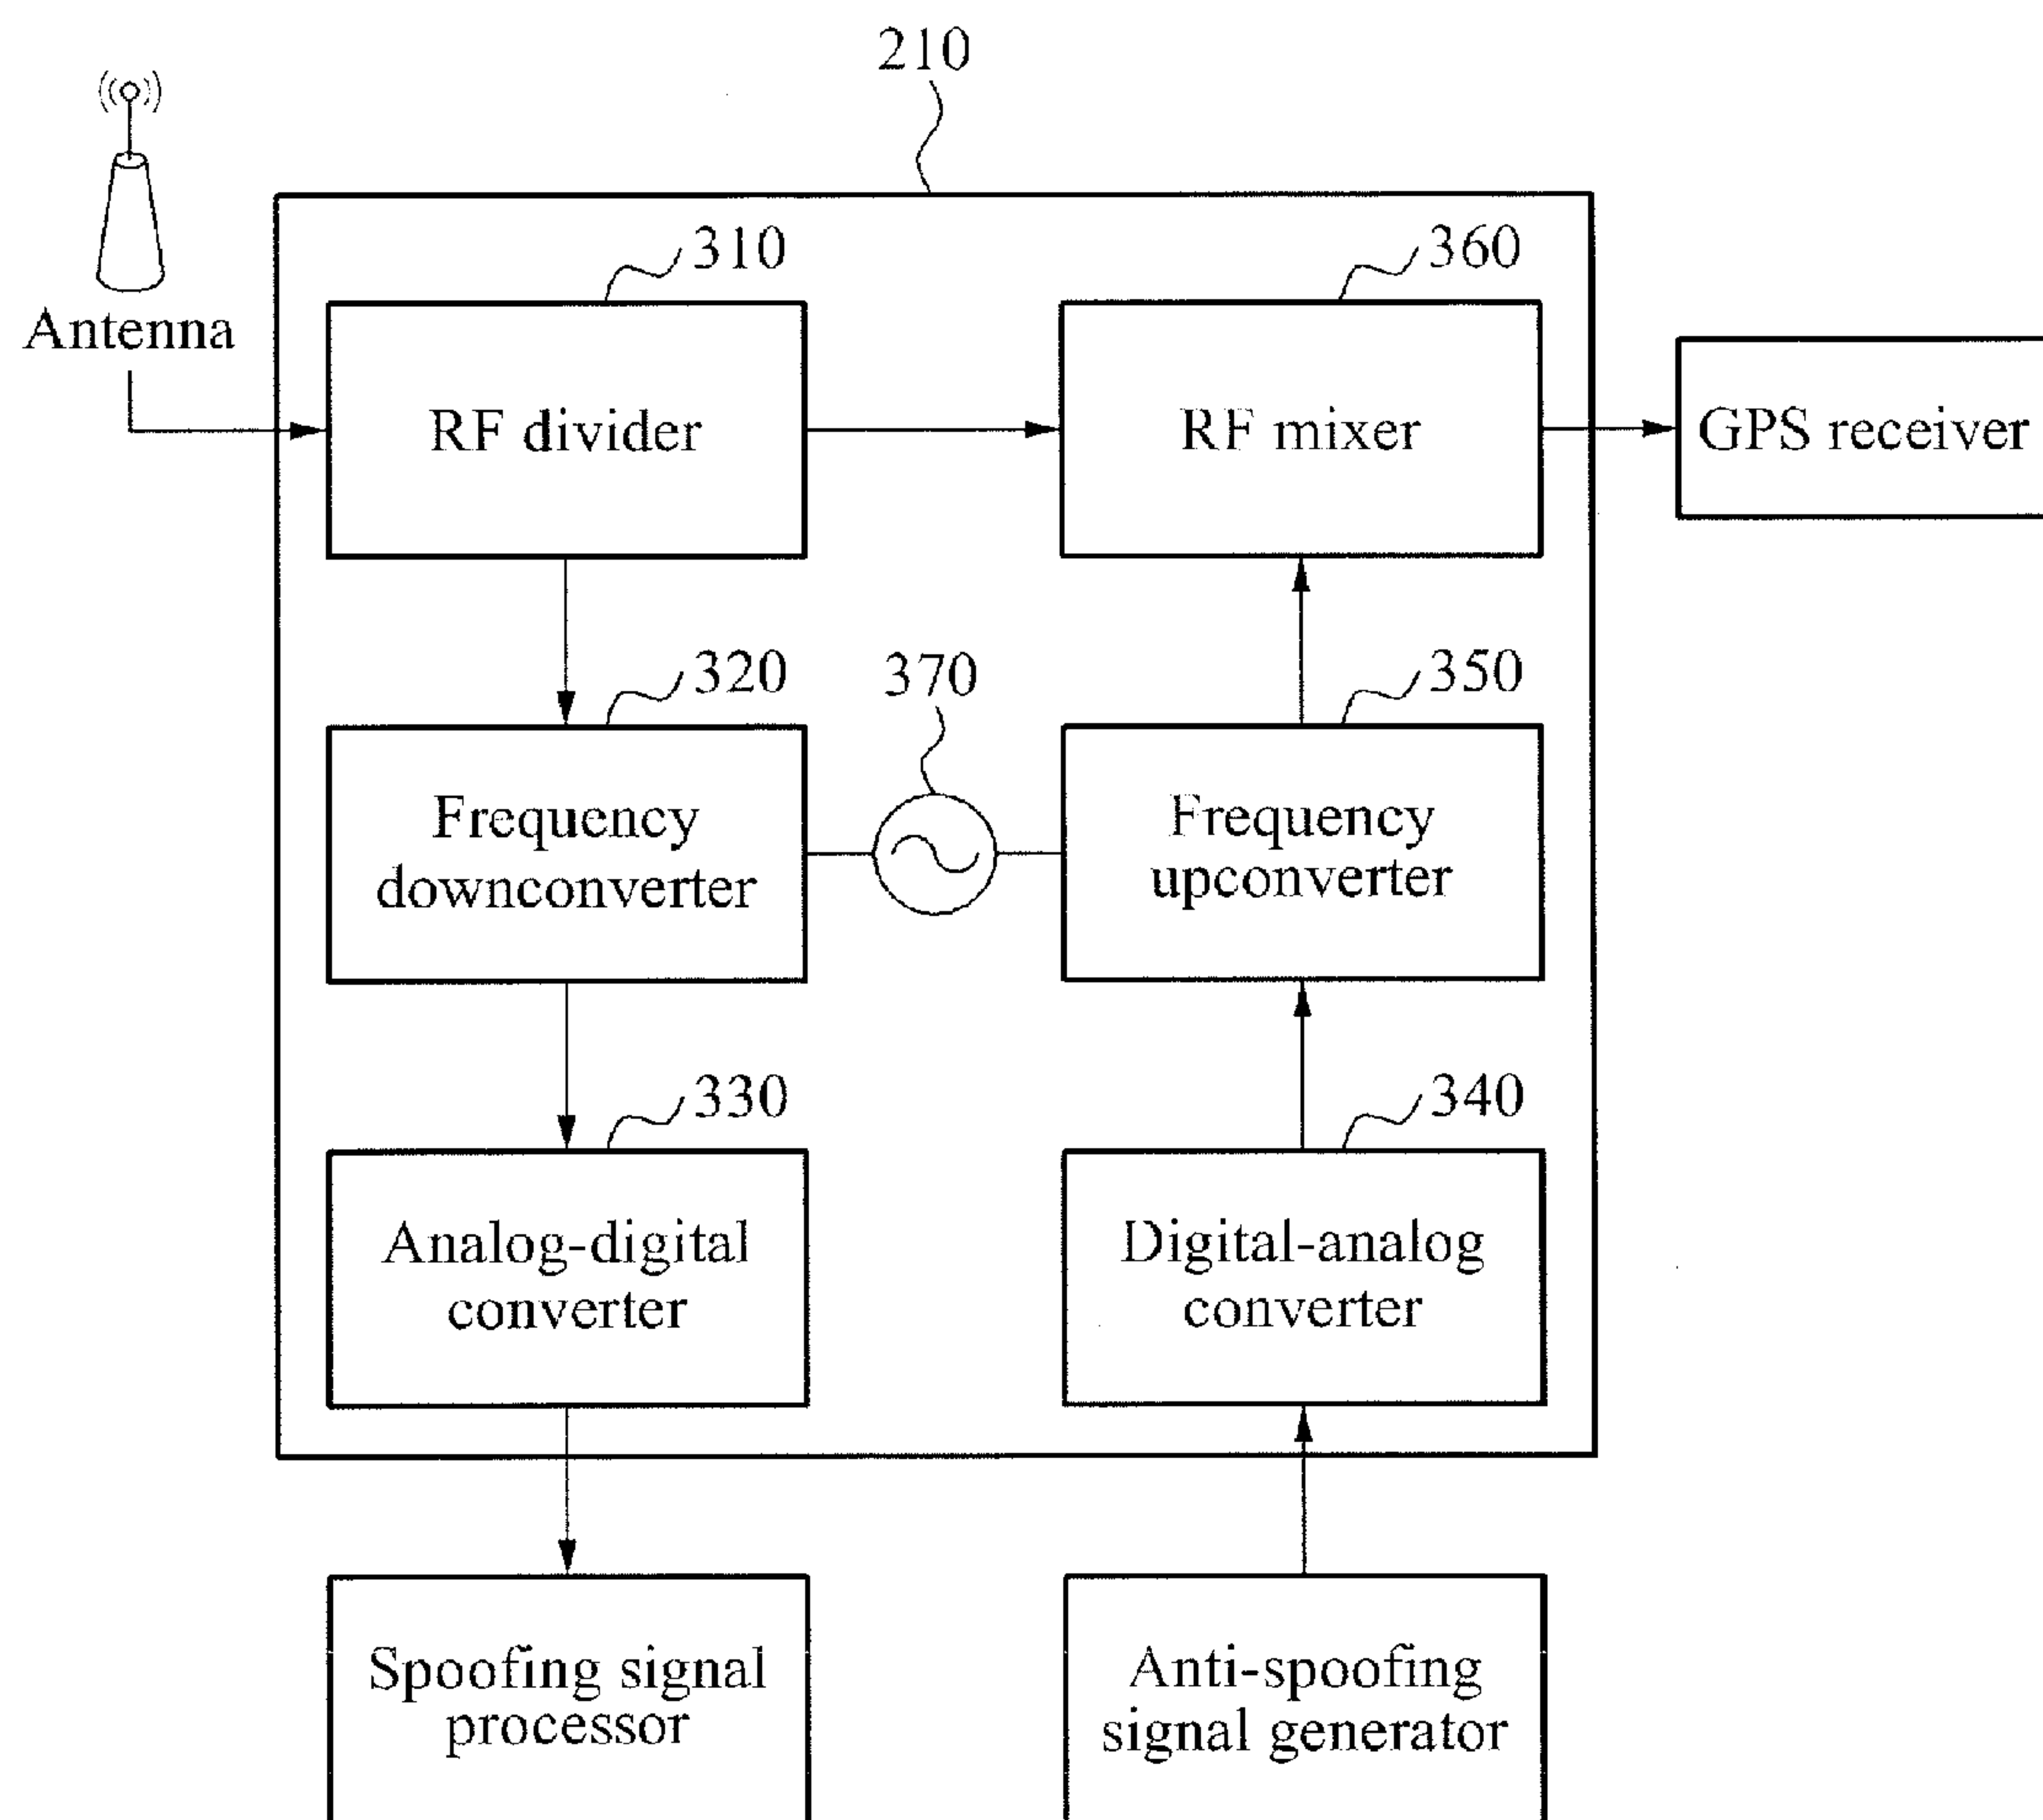 210
310
360
Antenna
RF divider
RF mixer
GPS receiver
320
370
350
Frequency
downconverter
Frequency
upconverter
330
340
Analog-digital
converter
Digital-analog
converter
Spoofing signal
processor
Anti-spoofing
signal generator